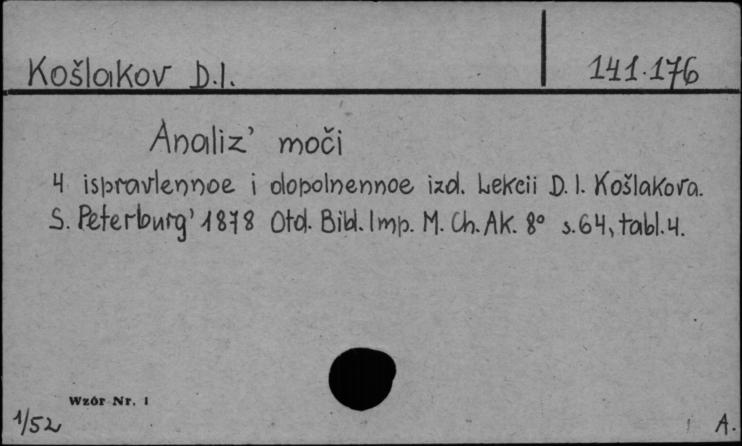 Košlakov D.I.
141.176
Analiz' moči
4 ispravlennoe i dopolnennoe izd. Lekcii D. I. Košlakova.
S. Peterburg' 1878 Otd. Bibl. Imp. M. Ch. Ak. 8° s. 64, tabl. 4.
Wzór Nr. 1
1/52
A.